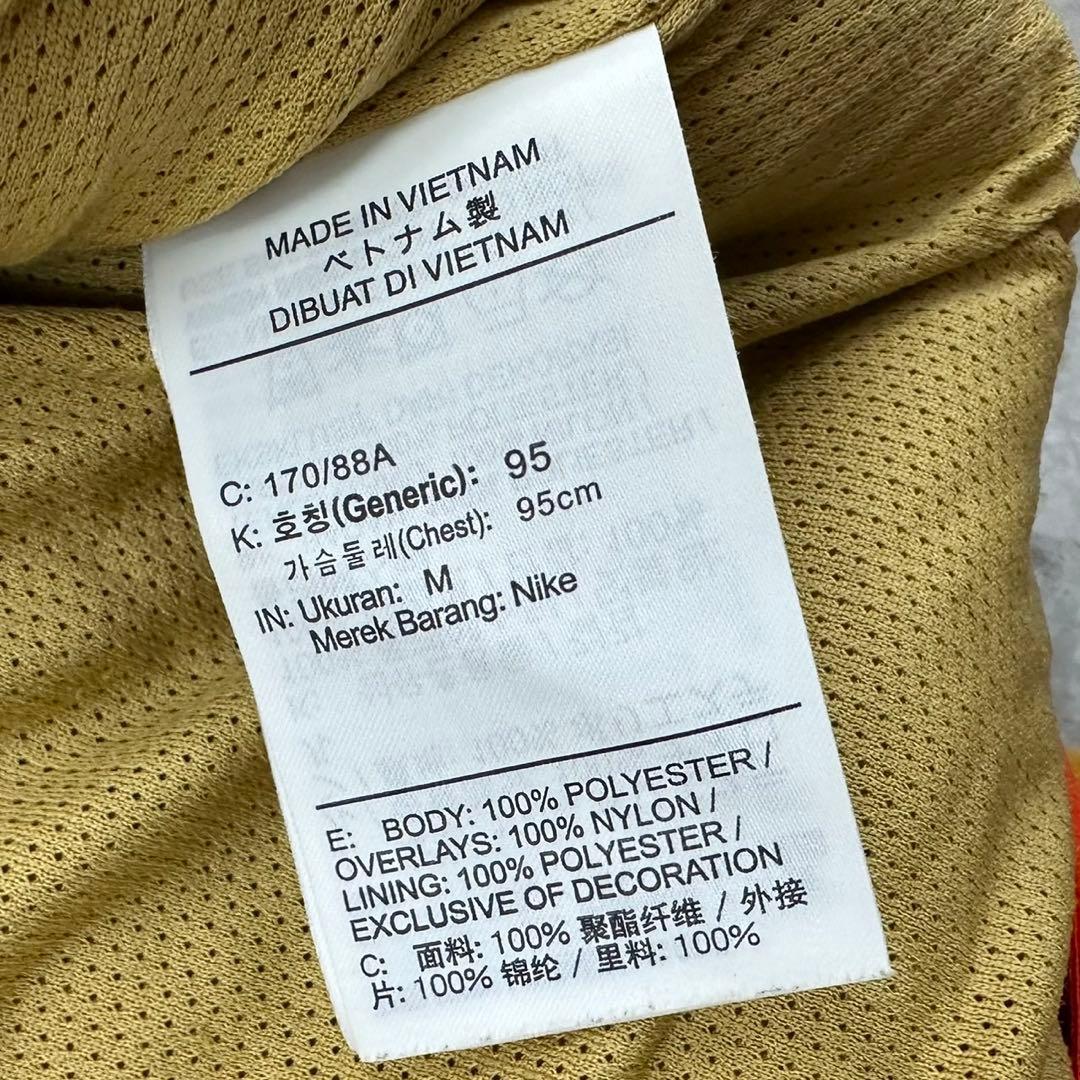 MADE IN VIETNAM
ベトナム製
DIBUAT DI VIETNAM
C: 170/88A
K: 호칭(Generic): 95
가슴둘레(Chest): 95cm
IN: Ukuran: M
Merek Barang: Nike
E: BODY: 100% POLYESTER /
OVERLAYS: 100% NYLON /
LINING: 100% POLYESTER /
EXCLUSIVE OF DECORATION
C: 面料: 100% 聚酯纤维 / 外接
片: 100% 锦纶 / 里料: 100%